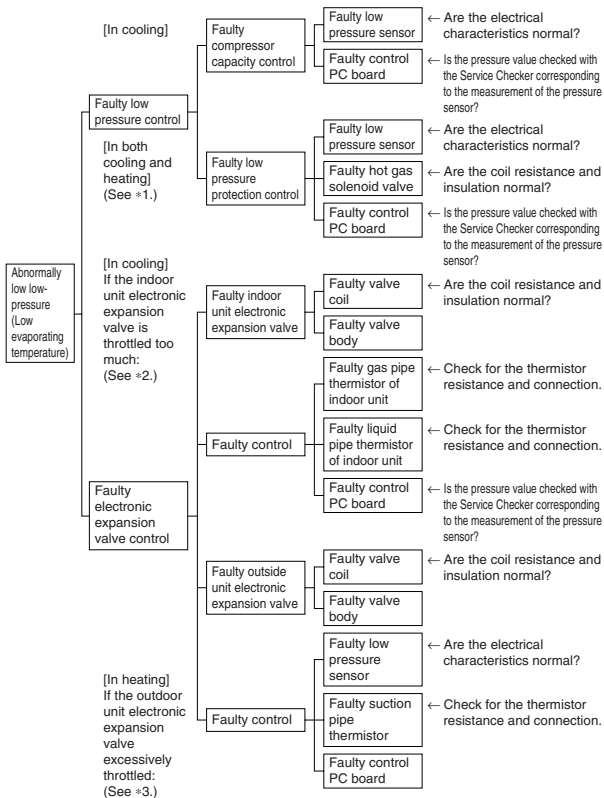 [In cooling]
Faulty
compressor
capacity control
Faulty low
pressure sensor
← Are the electrical
characteristics normal?
Faulty control
PC board
← Is the pressure value checked with
the Service Checker corresponding
to the measurement of the pressure
sensor?
Faulty low
pressure control
[In both
cooling and
heating]
(See *1.)
Faulty low
pressure
protection control
Faulty low
pressure sensor
← Are the electrical
characteristics normal?
Faulty hot gas
solenoid valve
← Are the coil resistance and
insulation normal?
Faulty control
PC board
← Is the pressure value checked with
the Service Checker corresponding
to the measurement of the pressure
sensor?
Abnormally
low low-
pressure
(Low
evaporating
temperature)
[In cooling]
If the indoor
unit electronic
expansion
valve is
throttled too
much:
(See *2.)
Faulty indoor
unit electronic
expansion valve
Faulty valve
coil
← Are the coil resistance and
insulation normal?
Faulty valve
body
Faulty control
Faulty gas pipe
thermistor of
indoor unit
← Check for the thermistor
resistance and connection.
Faulty liquid
pipe thermistor
of indoor unit
← Check for the thermistor
resistance and connection.
Faulty control
PC board
← Is the pressure value checked with
the Service Checker corresponding
to the measurement of the pressure
sensor?
Faulty
electronic
expansion
valve control
Faulty outside
unit electronic
expansion valve
Faulty valve
coil
← Are the coil resistance and
insulation normal?
Faulty valve
body
[In heating]
If the outdoor
unit electronic
expansion
valve
excessively
throttled:
(See *3.)
Faulty control
Faulty low
pressure
sensor
← Are the electrical
characteristics normal?
Faulty suction
pipe
thermistor
← Check for the thermistor
resistance and connection.
Faulty control
PC board